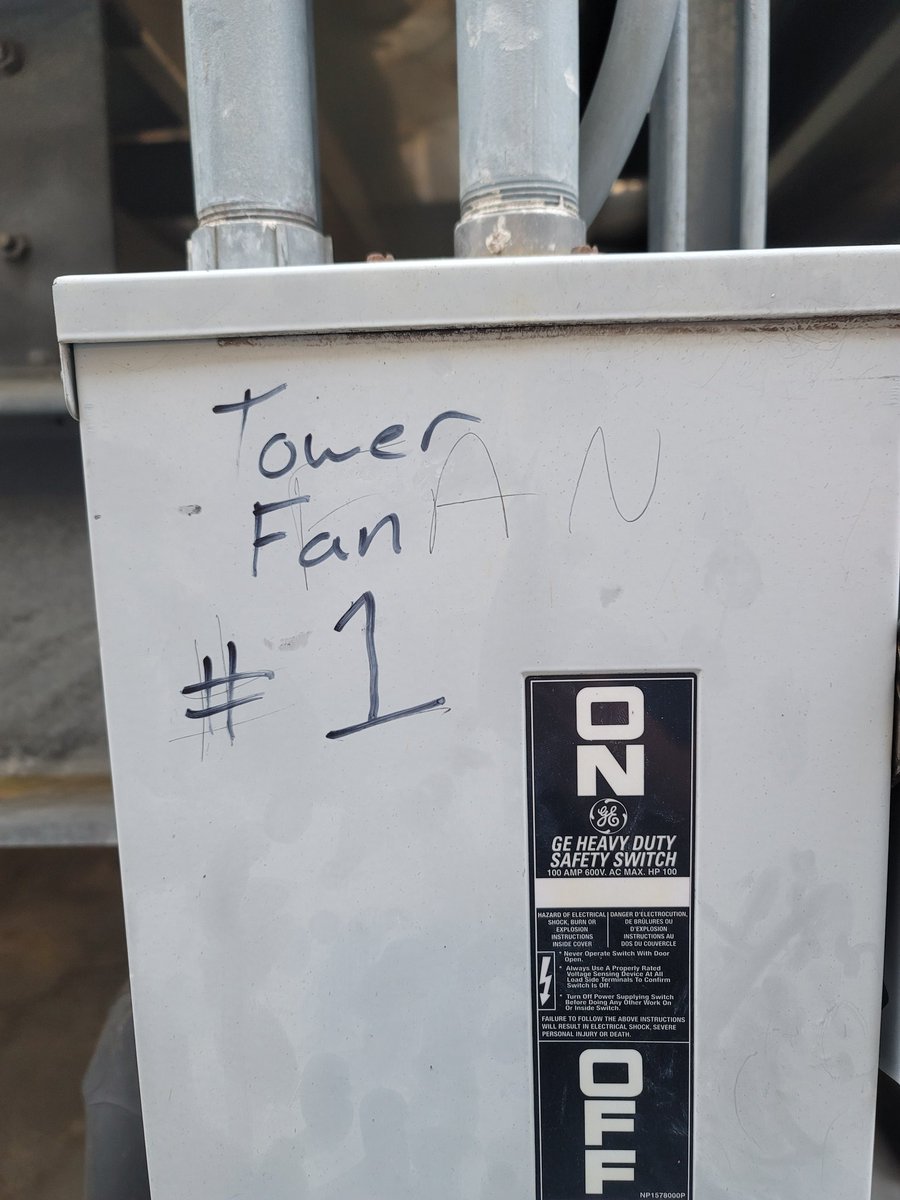 Tower
Fan
FAN
# 1
ON
GE
GE HEAVY DUTY
SAFETY SWITCH
100 AMP 600V. AC MAX. HP 100
HAZARD OF ELECTRICAL
SHOCK, BURN OR
EXPLOSION
INSTRUCTIONS
INSIDE COVER
DANGER D'ÉLECTROCUTION,
DE BRÛLURES OU
D'EXPLOSION
INSTRUCTIONS AU
DOS DU COUVERCLE
* Never Operate Switch With Door
Open.
* Always Use A Properly Rated
Voltage Sensing Device At All
Load Side Terminals To Confirm
Switch Is Off.
* Turn Off Power Supplying Switch
Before Doing Any Other Work On
Or Inside Switch.
FAILURE TO FOLLOW THE ABOVE INSTRUCTIONS
WILL RESULT IN ELECTRICAL SHOCK, SEVERE
PERSONAL INJURY OR DEATH.
OFF
NP1578000P